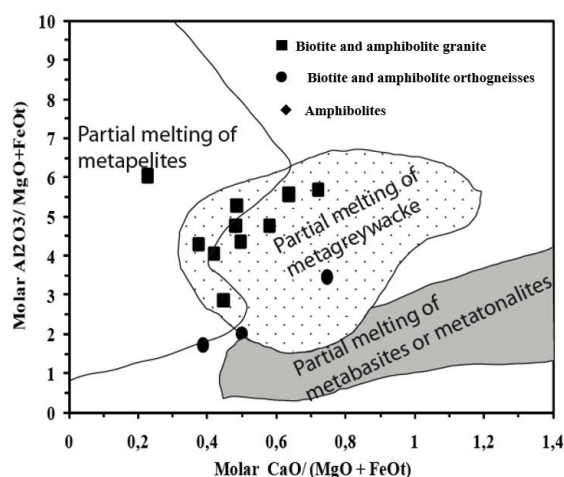 10
9
8
7
6
5
4
3
2
1
0
Molar Al2O3/ MgO+FeOt)
Biotite and amphibolite granite
Biotite and amphibolite orthogneisses
Amphibolites
Partial melting of
metapelites
Partial melting of
metagreywacke
Partial melting of
metabasites or metatonalites
0 0,2 0,4 0,6 0,8 1 1,2 1,4
Molar CaO/ (MgO + FeOt)